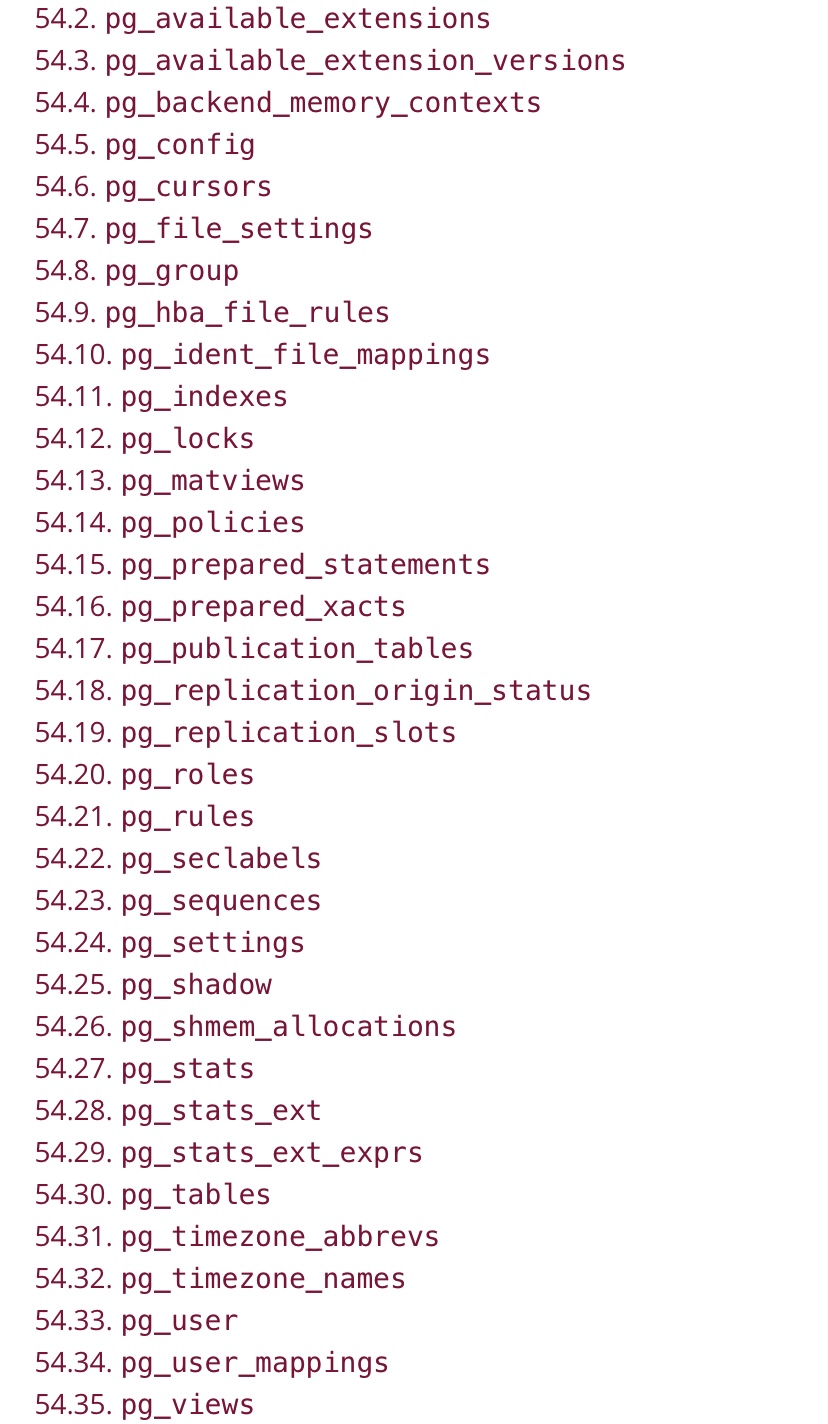 54.2. pg_available_extensions
54.3. pg_available_extension_versions
54.4. pg_backend_memory_contexts
54.5. pg_config
54.6. pg_cursors
54.7. pg_file_settings
54.8. pg_group
54.9. pg_hba_file_rules
54.10. pg_ident_file_mappings
54.11. pg_indexes
54.12. pg_locks
54.13. pg_matviews
54.14. pg_policies
54.15. pg_prepared_statements
54.16. pg_prepared_xacts
54.17. pg_publication_tables
54.18. pg_replication_origin_status
54.19. pg_replication_slots
54.20. pg_roles
54.21. pg_rules
54.22. pg_seclabels
54.23. pg_sequences
54.24. pg_settings
54.25. pg_shadow
54.26. pg_shmem_allocations
54.27. pg_stats
54.28. pg_stats_ext
54.29. pg_stats_ext_exprs
54.30. pg_tables
54.31. pg_timezone_abbrevs
54.32. pg_timezone_names
54.33. pg_user
54.34. pg_user_mappings
54.35. pg_views